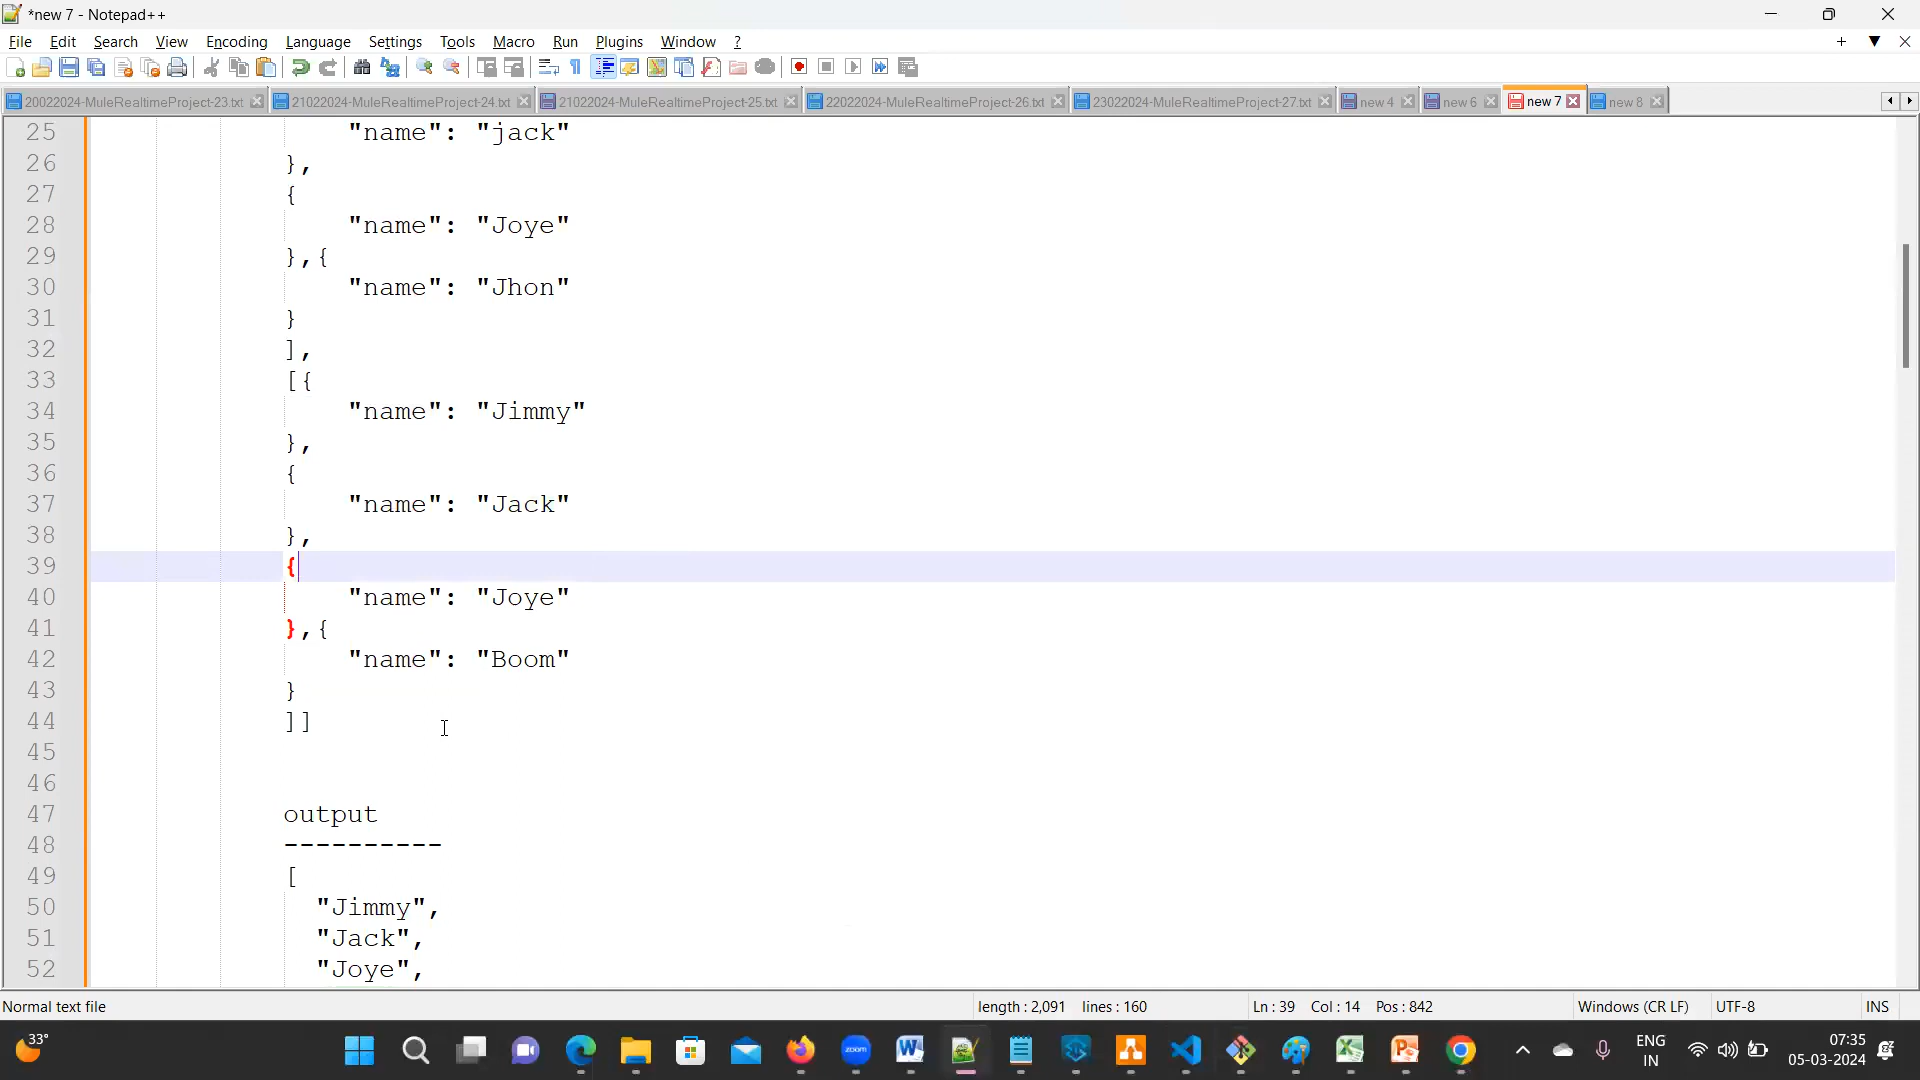 *new 7 - Notepad++
File Edit Search View Encoding Language Settings Tools Macro Run Plugins Window ?
20022024-MuleRealtimeProject-23.txt 21022024-MuleRealtimeProject-24.txt 21022024-MuleRealtimeProject-25.txt 22022024-MuleRealtimeProject-26.txt 23022024-MuleRealtimeProject-27.txt new 4 new 6 new 7 new 8
25 "name": "jack"
26 },
27 {
28 "name": "Joye"
29 },{
30 "name": "Jhon"
31 }
32 ],
33 [{
34 "name": "Jimmy"
35 },
36 {
37 "name": "Jack"
38 },
39 {
40 "name": "Joye"
41 },{
42 "name": "Boom"
43 }
44 ]]
45
46
47 output
48 ----------
49 [
50 "Jimmy",
51 "Jack",
52 "Joye",
Normal text file length : 2,091 lines : 160 Ln : 39 Col : 14 Pos : 842 Windows (CR LF) UTF-8 INS
33°
zoom
ENG
IN
07:35
05-03-2024